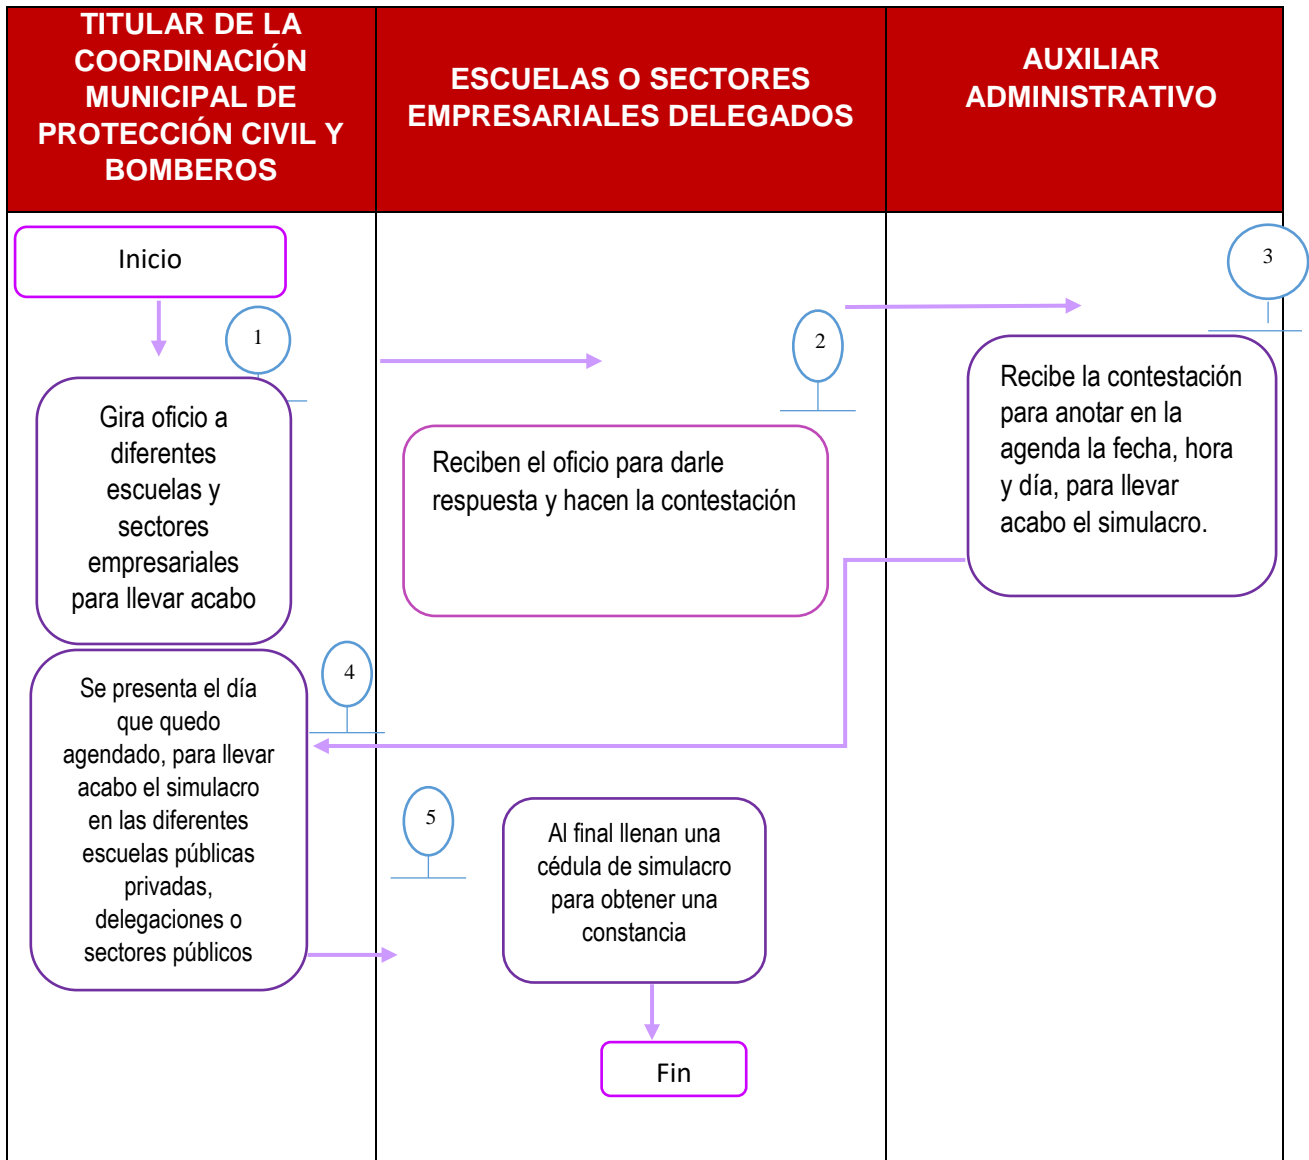 TITULAR DE LA
COORDINACIÓN
MUNICIPAL DE
PROTECCIÓN CIVIL Y
BOMBEROS
ESCUELAS O SECTORES
EMPRESARIALES DELEGADOS
AUXILIAR
ADMINISTRATIVO
Inicio
1
Gira oficio a
diferentes
escuelas y
sectores
empresariales
para llevar acabo
2
Reciben el oficio para darle
respuesta y hacen la contestación
3
Recibe la contestación
para anotar en la
agenda la fecha, hora
y día, para llevar
acabo el simulacro.
4
Se presenta el día
que quedo
agendado, para llevar
acabo el simulacro
en las diferentes
escuelas públicas
privadas,
delegaciones o
sectores públicos
5
Al final llenan una
cédula de simulacro
para obtener una
constancia
Fin